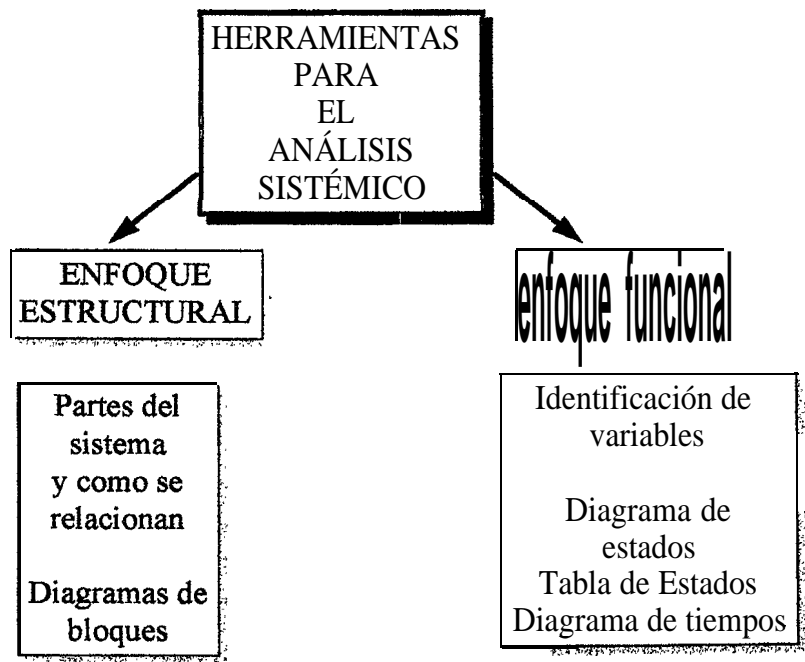 HERRAMIENTAS
PARA
EL
ANÁLISIS
SISTÉMICO
ENFOQUE
ESTRUCTURAL
Partes del
sistema
y como se
relacionan
Diagramas de
bloques
enfoque funcional
Identificación de
variables
Diagrama de
estados
Tabla de Estados
Diagrama de tiempos